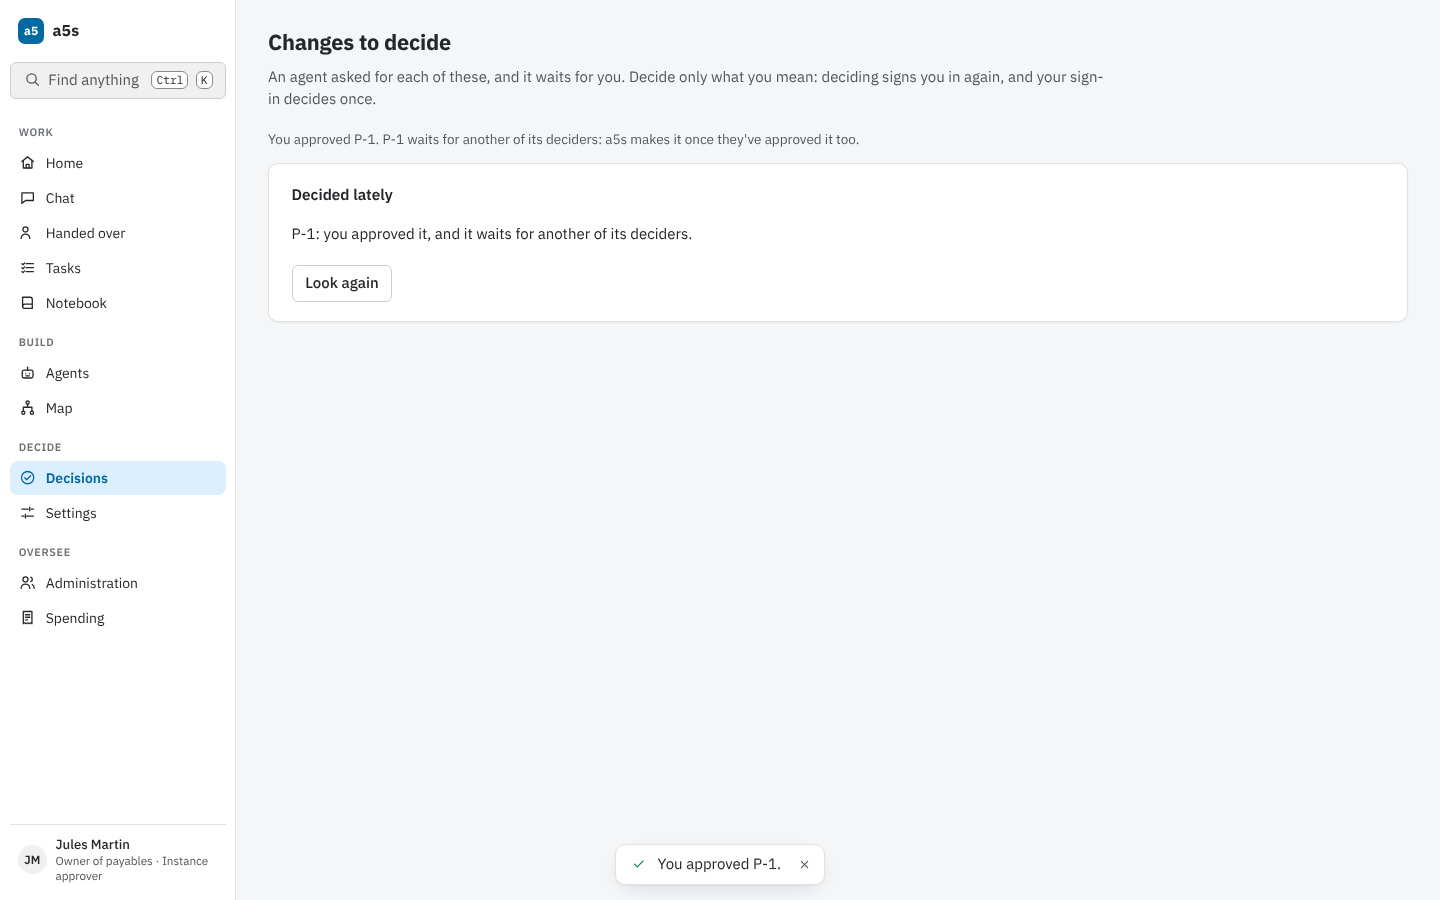 a5 a5s
Find anything Ctrl K
WORK
Home
Chat
Handed over
Tasks
Notebook
BUILD
Agents
Map
DECIDE
Decisions
Settings
OVERSEE
Administration
Spending
JM
Jules Martin
Owner of payables · Instance
approver
Changes to decide
An agent asked for each of these, and it waits for you. Decide only what you mean: deciding signs you in again, and your sign-
in decides once.
You approved P-1. P-1 waits for another of its deciders: a5s makes it once they've approved it too.
Decided lately
P-1: you approved it, and it waits for another of its deciders.
Look again
You approved P-1.